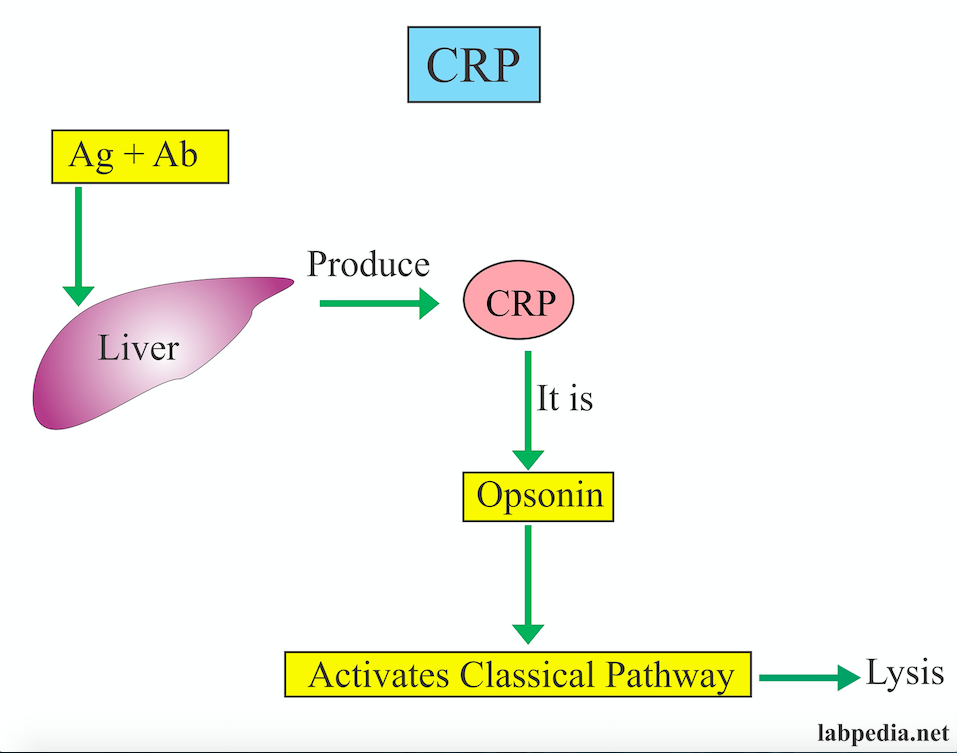 CRP
Ag + Ab
Produce
CRP
Liver
It is
Opsonin
Activates Classical Pathway
Lysis
labpedia.net